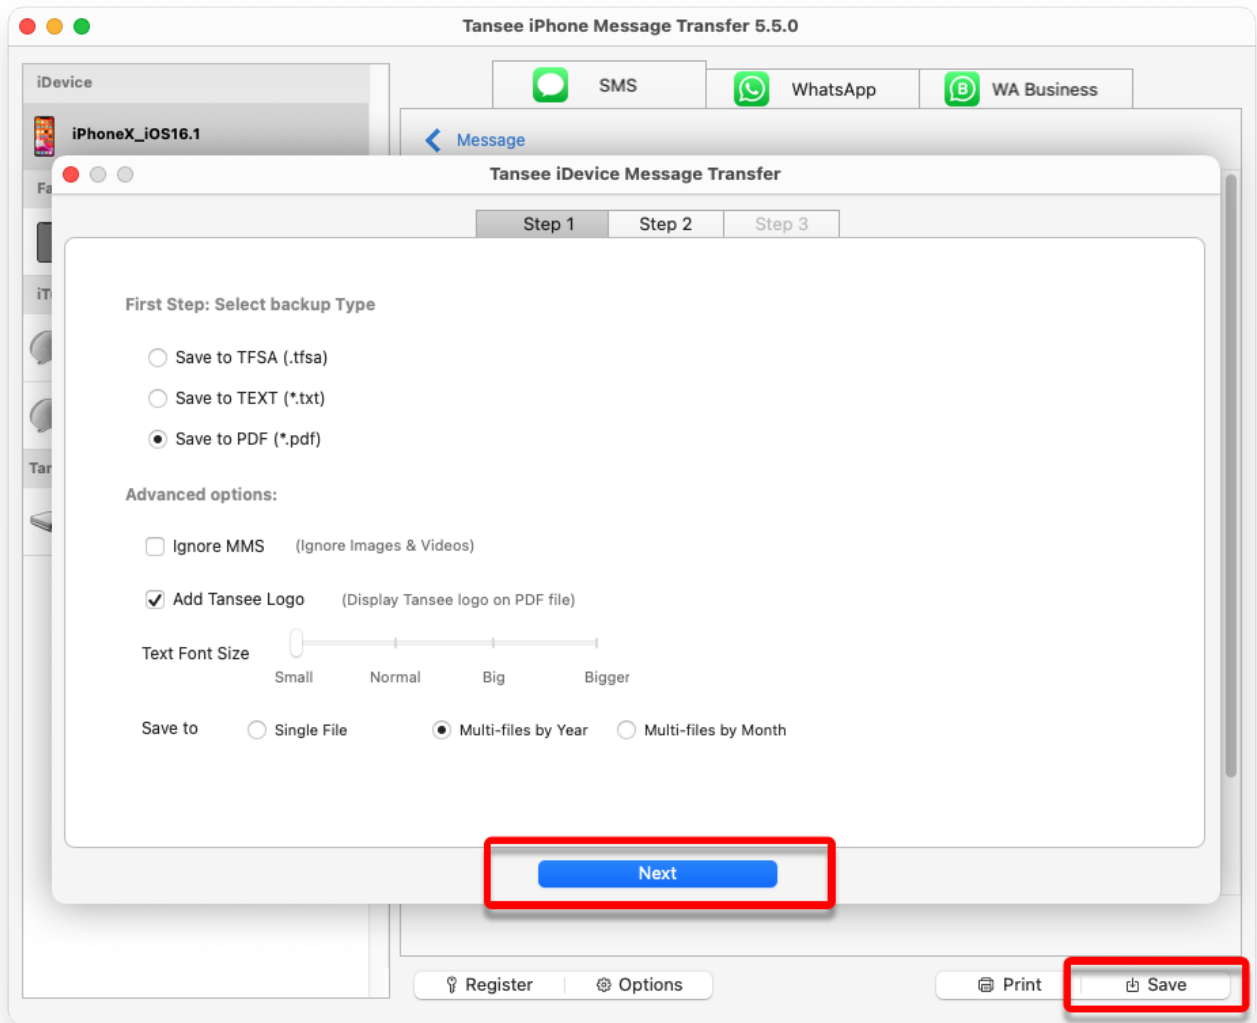 Tansee iPhone Message Transfer 5.5.0
iDevice
SMS
WhatsApp
WA Business
iPhoneX_iOS16.1
Message
Tansee iDevice Message Transfer
Fa
Step 1
Step 2
Step 3
iT
First Step: Select backup Type
Save to TFSA (.tfsa)
Save to TEXT (*.txt)
Save to PDF (*.pdf)
Tar
Advanced options:
Ignore MMS (Ignore Images & Videos)
Add Tansee Logo (Display Tansee logo on PDF file)
Text Font Size
Small Normal Big Bigger
Save to Single File Multi-files by Year Multi-files by Month
Next
Register Options Print Save